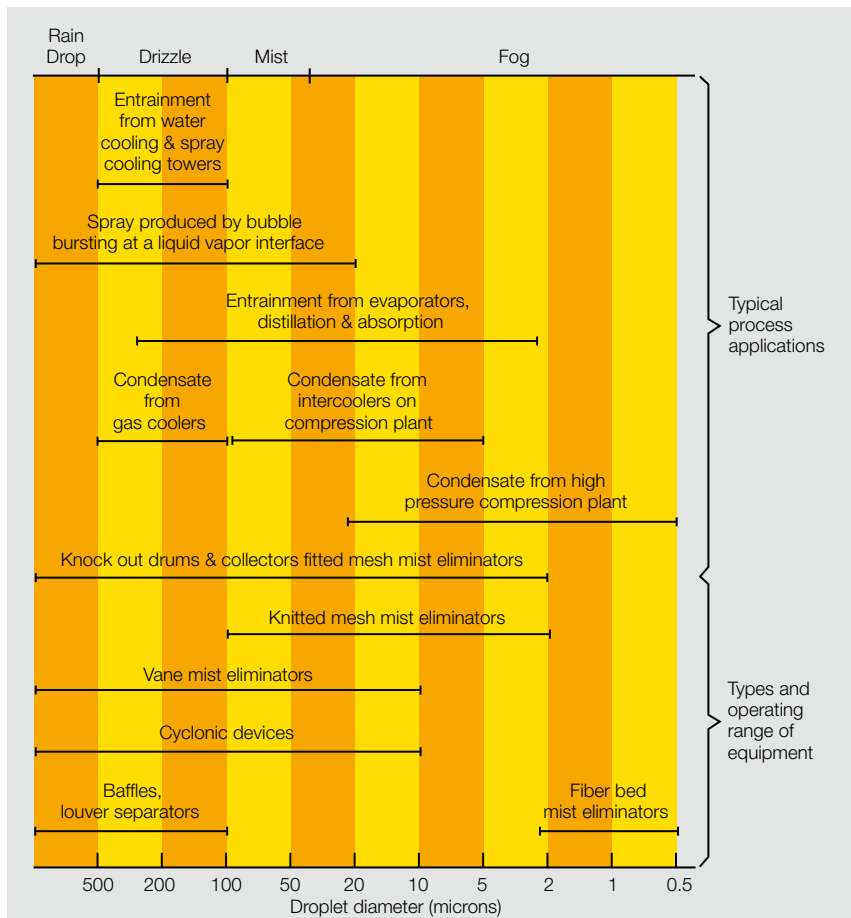 Rain
Drop
Drizzle
Mist
Fog
Entrainment
from water
cooling & spray
cooling towers
Spray produced by bubble
bursting at a liquid vapor interface
Entrainment from evaporators,
distillation & absorption
Typical
process
applications
Condensate
from
gas coolers
Condensate from
intercoolers on
compression plant
Condensate from high
pressure compression plant
Knock out drums & collectors fitted mesh mist eliminators
Knitted mesh mist eliminators
Vane mist eliminators
Types and
operating
range of
equipment
Cyclonic devices
Baffles,
louver separators
Fiber bed
mist eliminators
500 200 100 50 20 10 5 2 1 0.5
Droplet diameter (microns)